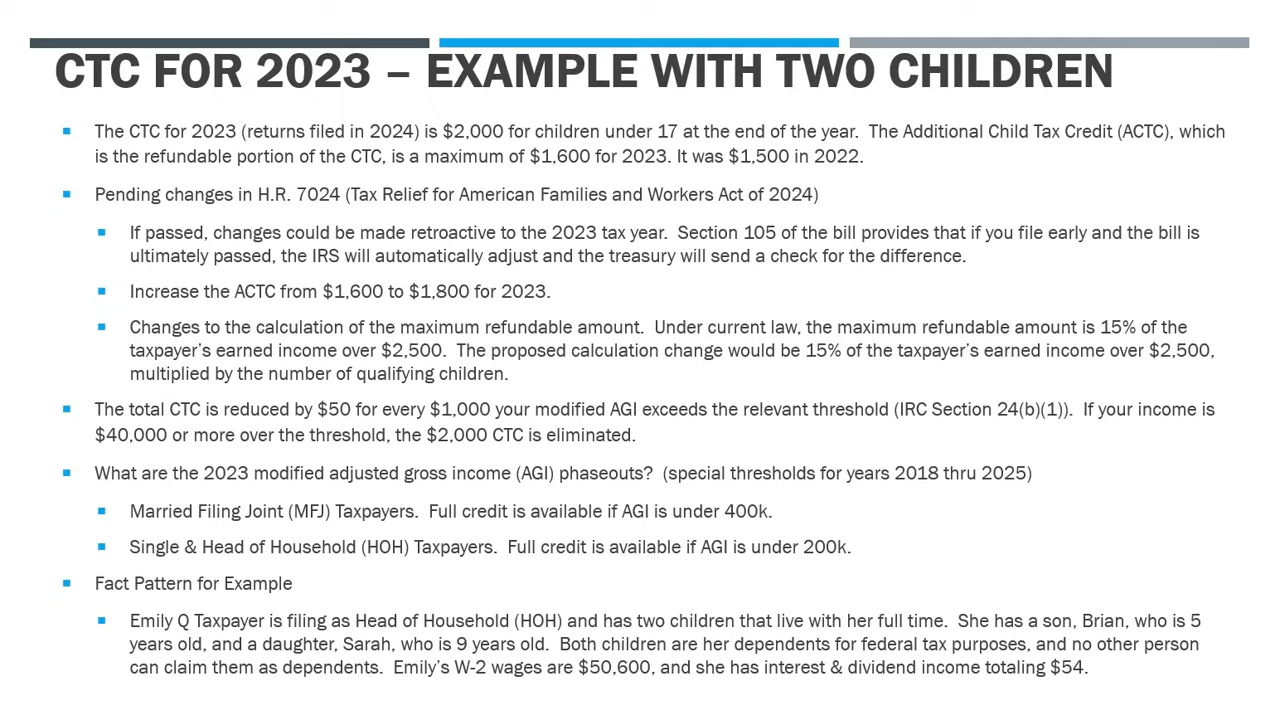 CTC FOR 2023 – EXAMPLE WITH TWO CHILDREN
The CTC for 2023 (returns filed in 2024) is $2,000 for children under 17 at the end of the year.  The Additional Child Tax Credit (ACTC), which
is the refundable portion of the CTC, is a maximum of $1,600 for 2023. It was $1,500 in 2022.
Pending changes in H.R. 7024 (Tax Relief for American Families and Workers Act of 2024)
If passed, changes could be made retroactive to the 2023 tax year.  Section 105 of the bill provides that if you file early and the bill is
ultimately passed, the IRS will automatically adjust and the treasury will send a check for the difference.
Increase the ACTC from $1,600 to $1,800 for 2023.
Changes to the calculation of the maximum refundable amount.  Under current law, the maximum refundable amount is 15% of the
taxpayer’s earned income over $2,500.  The proposed calculation change would be 15% of the taxpayer’s earned income over $2,500,
multiplied by the number of qualifying children.
The total CTC is reduced by $50 for every $1,000 your modified AGI exceeds the relevant threshold (IRC Section 24(b)(1)).  If your income is
$40,000 or more over the threshold, the $2,000 CTC is eliminated.
What are the 2023 modified adjusted gross income (AGI) phaseouts?  (special thresholds for years 2018 thru 2025)
Married Filing Joint (MFJ) Taxpayers.  Full credit is available if AGI is under 400k.
Single & Head of Household (HOH) Taxpayers.  Full credit is available if AGI is under 200k.
Fact Pattern for Example
Emily Q Taxpayer is filing as Head of Household (HOH) and has two children that live with her full time.  She has a son, Brian, who is 5
years old, and a daughter, Sarah, who is 9 years old.  Both children are her dependents for federal tax purposes, and no other person
can claim them as dependents.  Emily’s W-2 wages are $50,600, and she has interest & dividend income totaling $54.